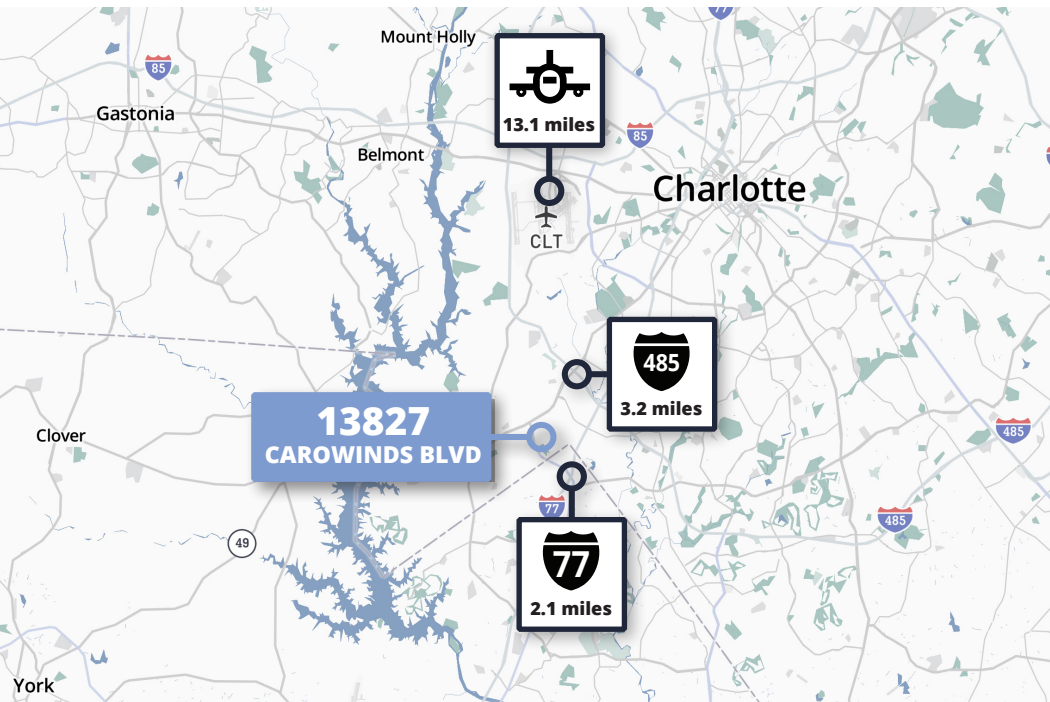 77
Mount Holly
85
13.1 miles
Gastonia
85
Belmont
Charlotte
CLT
485
3.2 miles
13827
CAROWINDS BLVD
Clover
485
77
485
49
77
2.1 miles
York